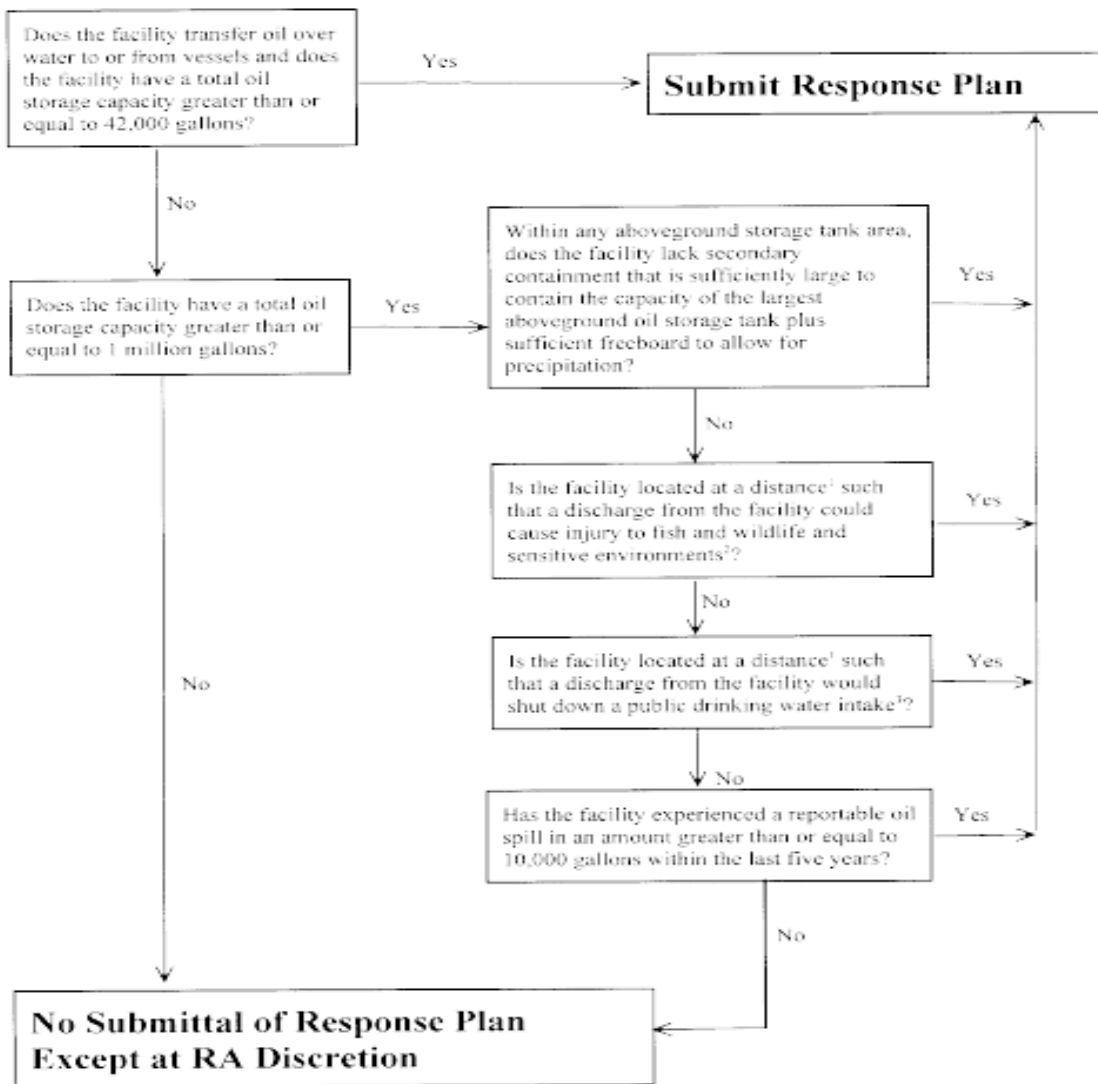 Does the facility transfer oil over
water to or from vessels and does
the facility have a total oil
storage capacity greater than or
equal to 42,000 gallons?
Yes
Submit Response Plan
No
Does the facility have a total oil
storage capacity greater than or
equal to 1 million gallons?
Yes
Within any aboveground storage tank area,
does the facility lack secondary
containment that is sufficiently large to
contain the capacity of the largest
aboveground oil storage tank plus
sufficient freeboard to allow for
precipitation?
Yes
No
Is the facility located at a distance¹ such
that a discharge from the facility could
cause injury to fish and wildlife and
sensitive environments²?
Yes
No
Is the facility located at a distance¹ such
that a discharge from the facility would
shut down a public drinking water intake³?
Yes
No
No
Has the facility experienced a reportable oil
spill in an amount greater than or equal to
10,000 gallons within the last five years?
Yes
No
No Submittal of Response Plan
Except at RA Discretion